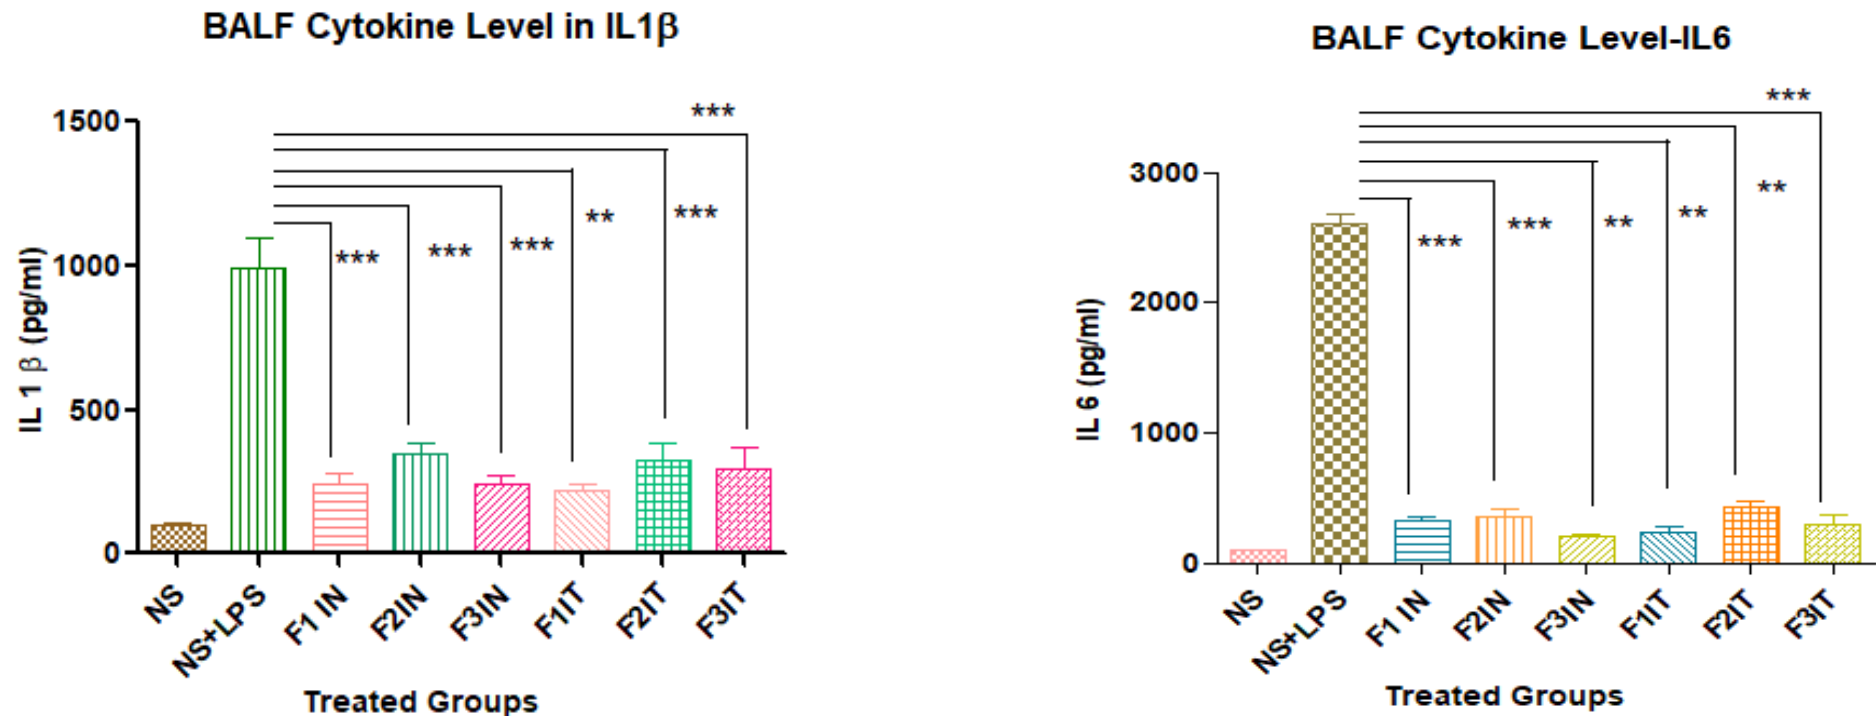 BALF Cytokine Level in IL1β
***
1500
1000
500
0
IL 1 β (pg/ml)
***
***
***
**
***
NS
NS+LPS
F1 IN
F2IN
F3IN
F1IT
F2IT
F3IT
Treated Groups
BALF Cytokine Level-IL6
***
3000
2000
1000
0
IL 6 (pg/ml)
***
***
**
**
**
NS
NS+LPS
F1 IN
F2IN
F3IN
F1IT
F2IT
F3IT
Treated Groups